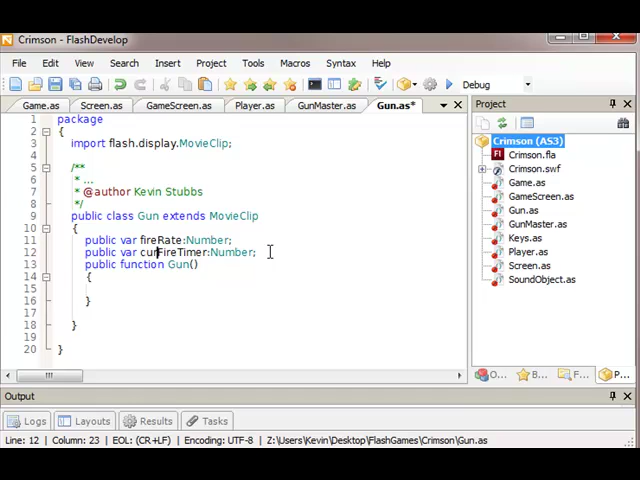 Crimson - FlashDevelop
File Edit View Search Insert Project Tools Macros Syntax Help
Debug
Game.as Screen.as GameScreen.as Player.as GunMaster.as Gun.as*
1 package
2 {
3 import flash.display.MovieClip;
4
5 /**
6 * ...
7 * @author Kevin Stubbs
8 */
9 public class Gun extends MovieClip
10 {
11 public var fireRate:Number;
12 public var curFireTimer:Number;
13 public function Gun()
14 {
15
16 }
17
18 }
19
20 }
Project
Crimson (AS3)
Crimson.fla
Crimson.swf
Game.as
GameScreen.as
Gun.as
GunMaster.as
Keys.as
Player.as
Screen.as
SoundObject.as
O... B... F... P...
Output
Logs Layouts Results Tasks
Line: 12 Column: 23 EOL: (CR+LF) Encoding: UTF-8 Z:\Users\Kevin\Desktop\FlashGames\Crimson\Gun.as